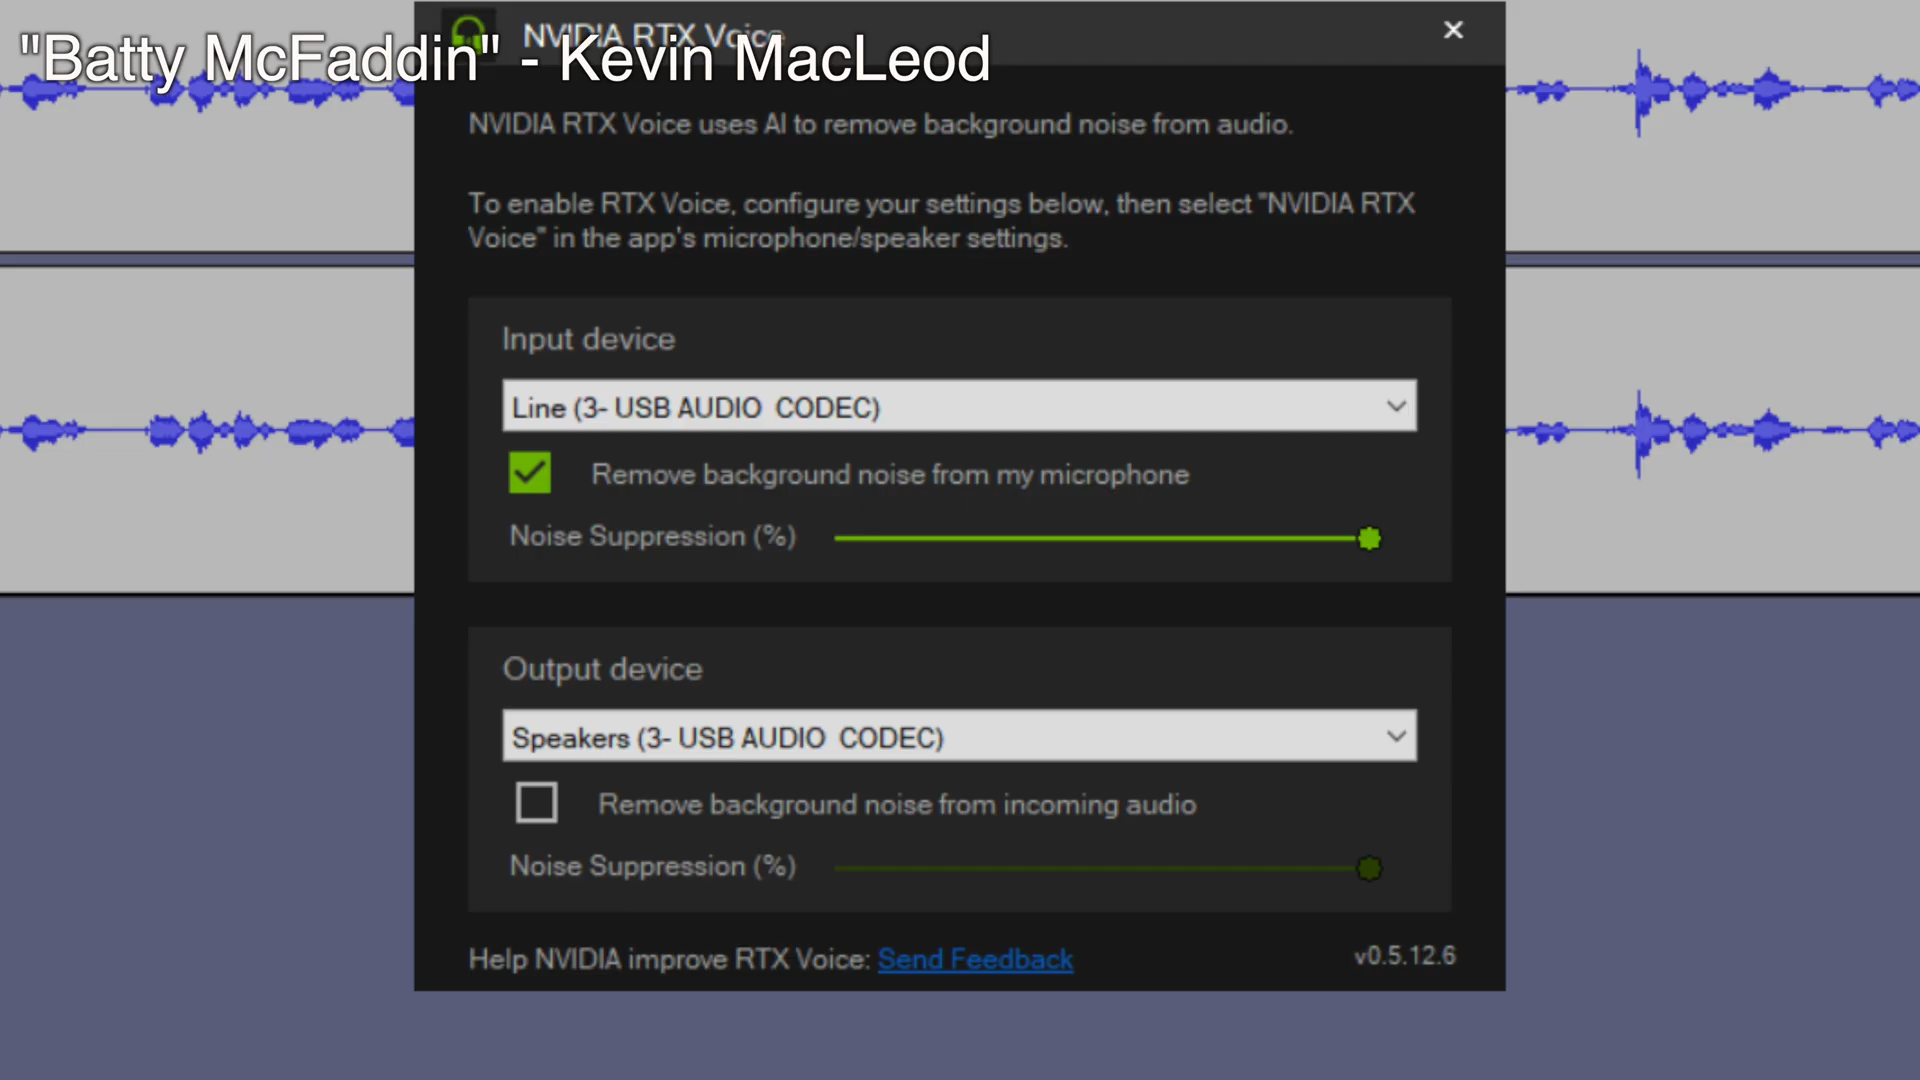 NVIDIA RTX Voice
"Batty McFaddin" - Kevin MacLeod
NVIDIA RTX Voice uses AI to remove background noise from audio.
To enable RTX Voice, configure your settings below, then select "NVIDIA RTX
Voice" in the app's microphone/speaker settings.
Input device
Line (3- USB AUDIO  CODEC)
Remove background noise from my microphone
Noise Suppression (%)
Output device
Speakers (3- USB AUDIO  CODEC)
Remove background noise from incoming audio
Noise Suppression (%)
Help NVIDIA improve RTX Voice: Send Feedback
v0.5.12.6